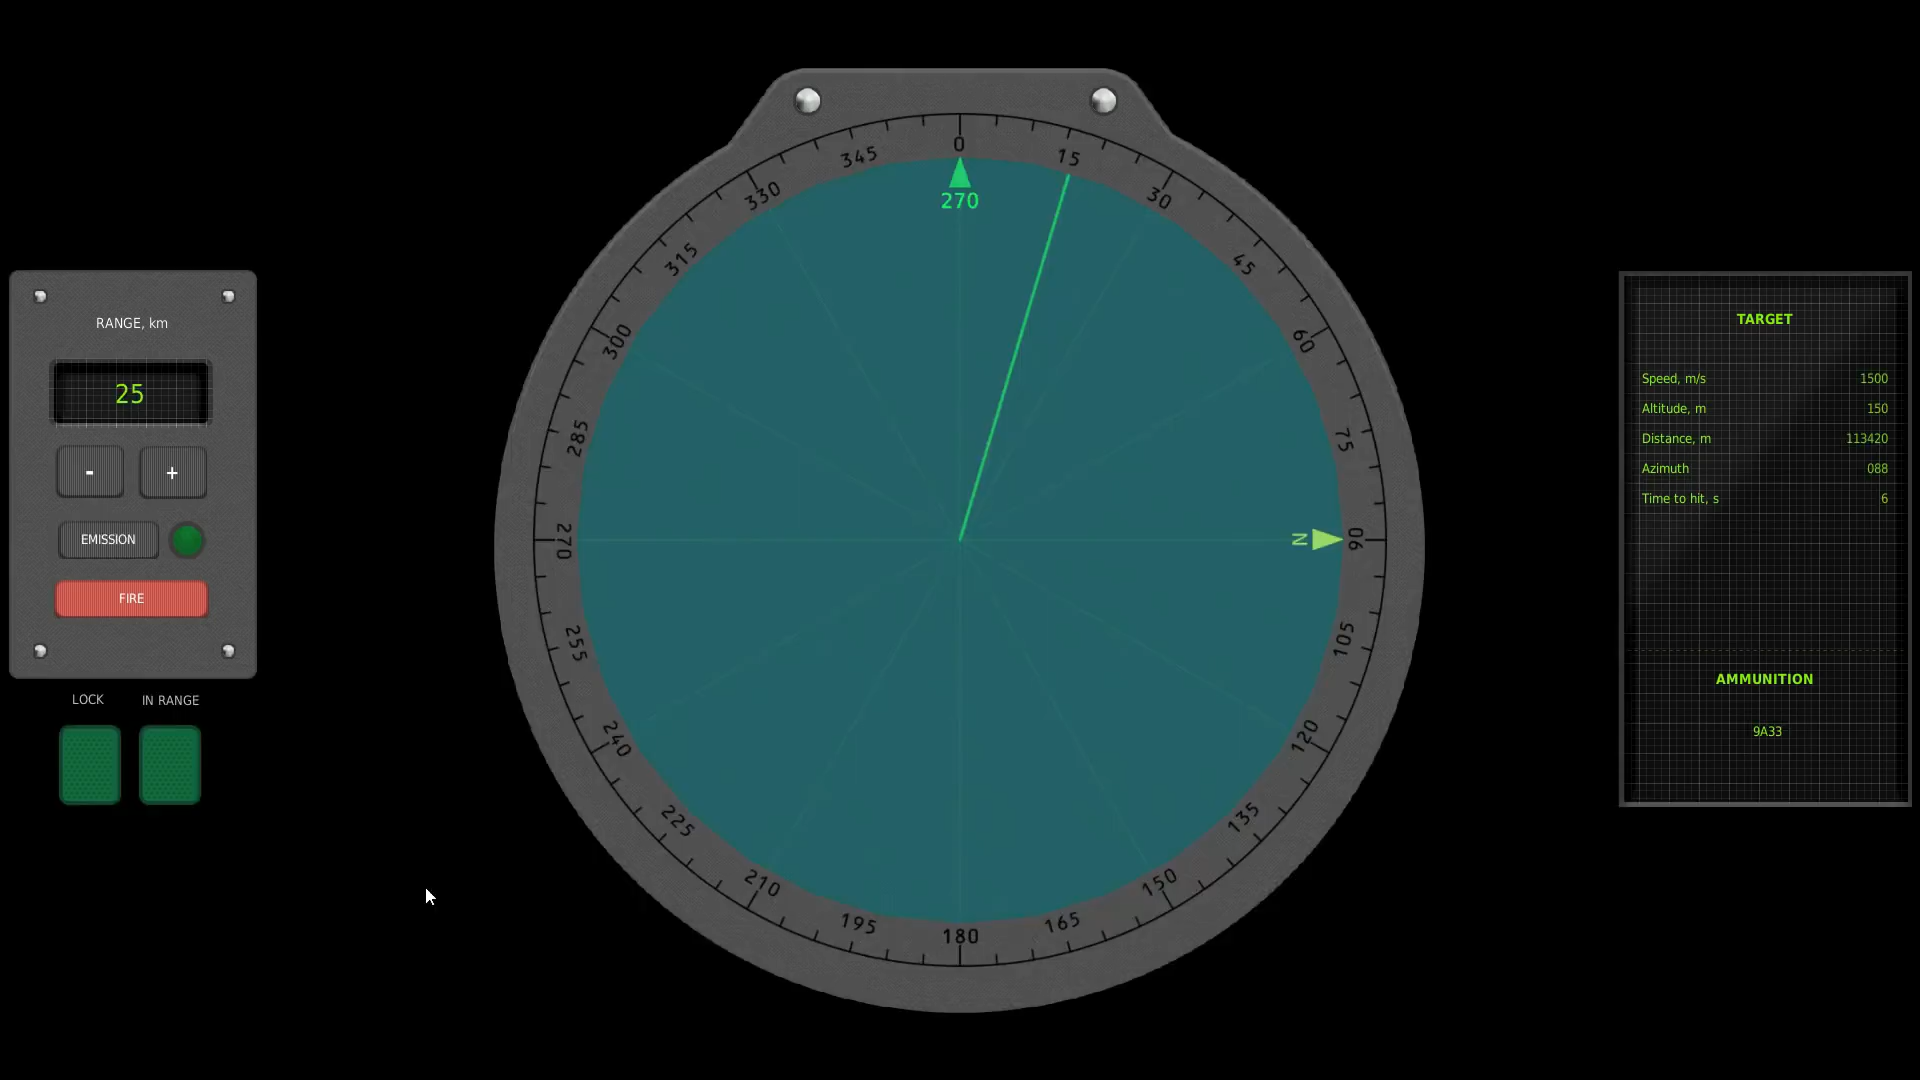 RANGE, km
25
-
+
EMISSION
FIRE
LOCK
IN RANGE
0
15
30
45
60
75
90
105
120
135
150
165
180
195
210
225
240
255
270
285
300
315
330
345
270
N
TARGET
Speed, m/s 1500
Altitude, m 150
Distance, m 113420
Azimuth 088
Time to hit, s 6
AMMUNITION
9A33